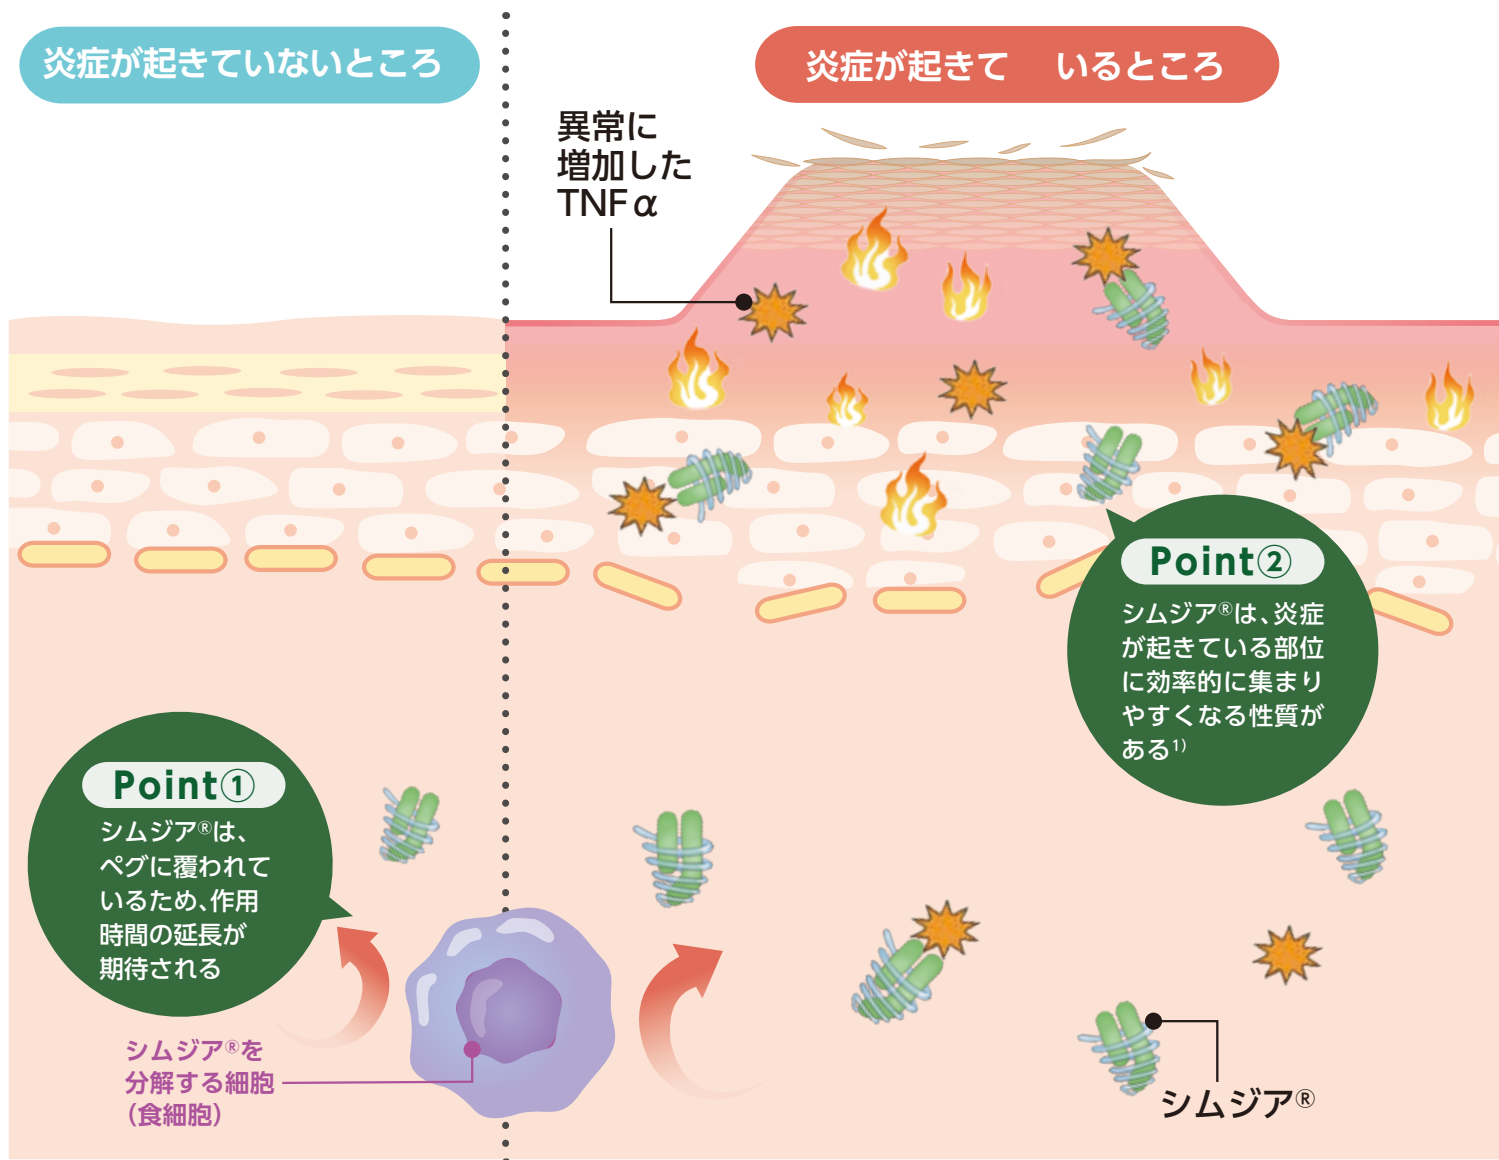 炎症が起きていないところ
炎症が起きて いるところ
異常に
増加した
TNFα
Point②
シムジア®は、炎症
が起きている部位
に効率的に集まり
やすくなる性質が
ある1)
Point①
シムジア®は、
ペグに覆われて
いるため、作用
時間の延長が
期待される
シムジア®を
分解する細胞
(食細胞)
シムジア®